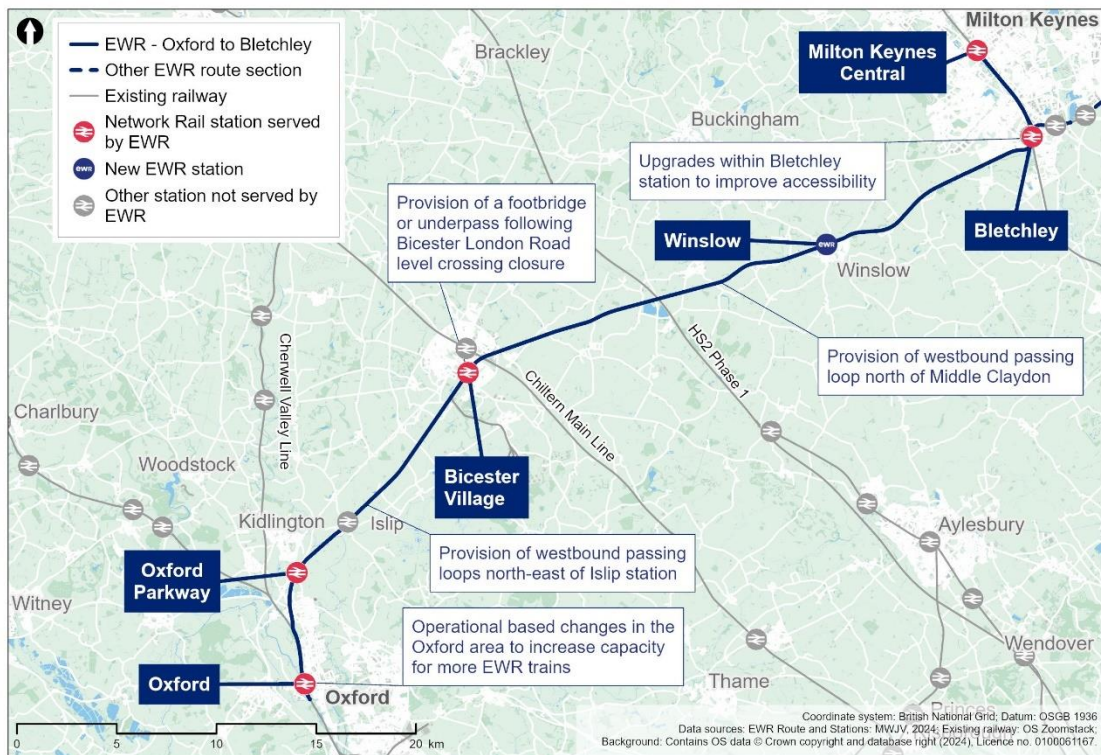 EWR - Oxford to Bletchley
Other EWR route section
Existing railway
Network Rail station served
by EWR
ewr
New EWR station
Other station not served by
EWR
Brackley
Milton Keynes
Milton Keynes
Central
Buckingham
Upgrades within Bletchley
station to improve accessibility
Provision of a footbridge
or underpass following
Bicester London Road
level crossing closure
Winslow
ewr
Winslow
Bletchley
Cherwell Valley Line
HS2 Phase 1
Chiltern Main Line
Provision of westbound passing
loop north of Middle Claydon
Charlbury
Woodstock
Bicester
Village
Kidlington
Islip
Aylesbury
Provision of westbound passing
loops north-east of Islip station
Oxford
Parkway
Witney
Operational based changes in the
Oxford area to increase capacity
for more EWR trains
Wendover
Oxford
Oxford
Thame
Princes
0 5 10 15 20 km
Coordinate system: British National Grid; Datum: OSGB 1936
Data sources: EWR Route and Stations: MWJV, 2024; Existing railway: OS Zoomstack;
Background: Contains OS data © Crown copyright and database right (2024), Licence no. 0100061167.